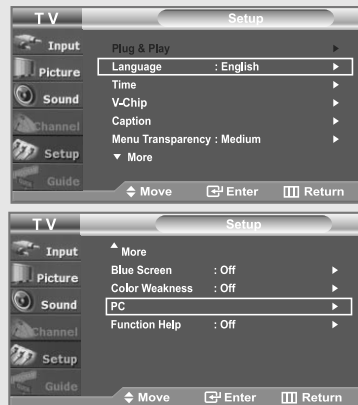 TV Setup
Input
Plug & Play
Picture
Language : English
Time
Sound
V-Chip
Channel
Caption
Setup
Menu Transparency : Medium
▼ More
Guide
Move Enter Return
TV Setup
Input
▲ More
Blue Screen : Off
Picture
Color Weakness : Off
Sound
PC
Function Help : Off
Channel
Setup
Guide
Move Enter Return